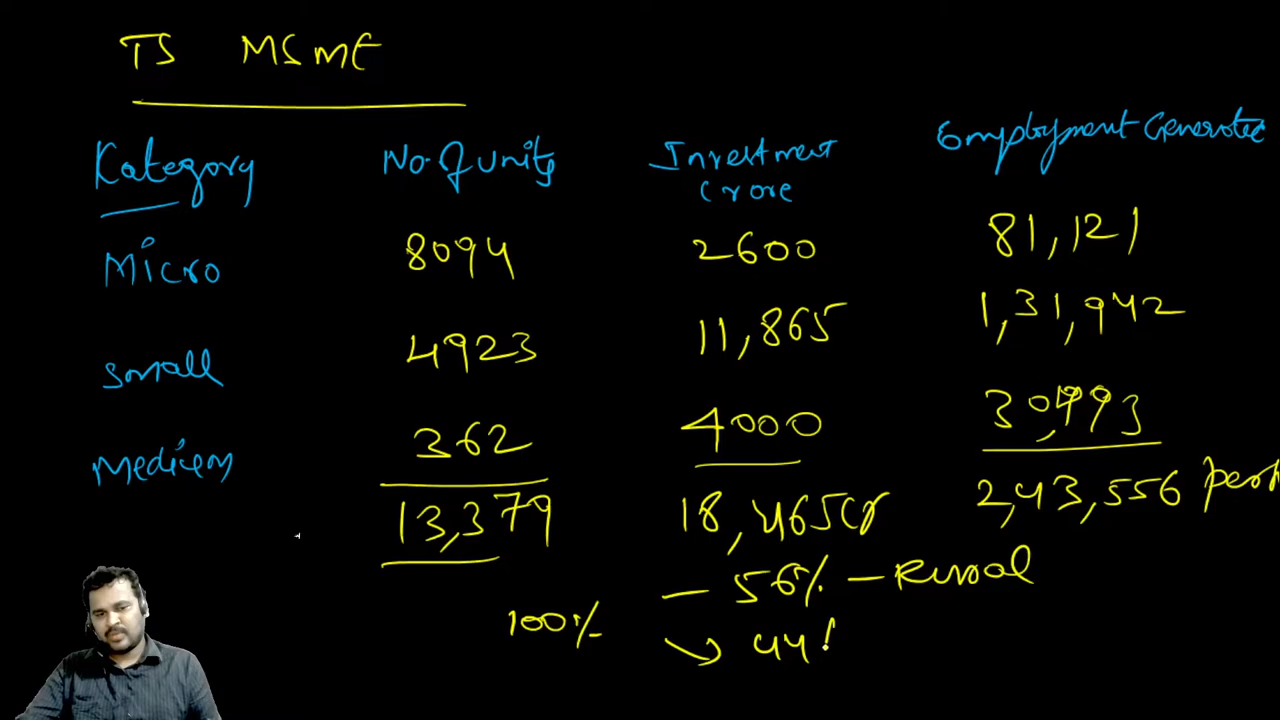 TS MSME
Kategory No. of units Investment Crore Employment Generated
Micro 8094 2600 81,121
Small 4923 11,865 1,31,942
Medium 362 4000 30,493
13,379 18,465 cr 2,43,556
— 56% — Rural
100% → 44